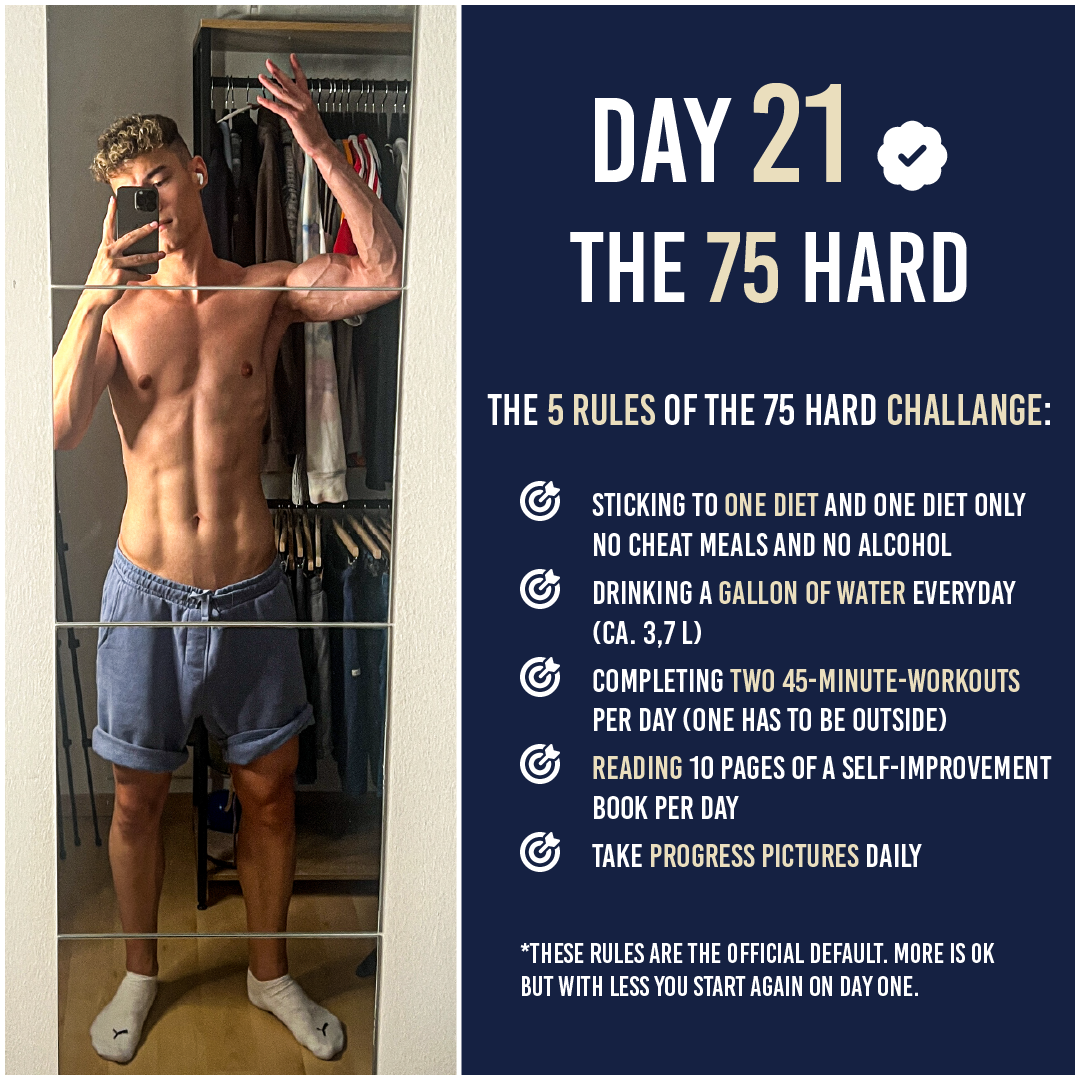 DAY 21
THE 75 HARD
THE 5 RULES OF THE 75 HARD CHALLANGE:
STICKING TO ONE DIET AND ONE DIET ONLY
NO CHEAT MEALS AND NO ALCOHOL
DRINKING A GALLON OF WATER EVERYDAY
(CA. 3,7 L)
COMPLETING TWO 45-MINUTE-WORKOUTS
PER DAY (ONE HAS TO BE OUTSIDE)
READING 10 PAGES OF A SELF-IMPROVEMENT
BOOK PER DAY
TAKE PROGRESS PICTURES DAILY
*THESE RULES ARE THE OFFICIAL DEFAULT. MORE IS OK
BUT WITH LESS YOU START AGAIN ON DAY ONE.